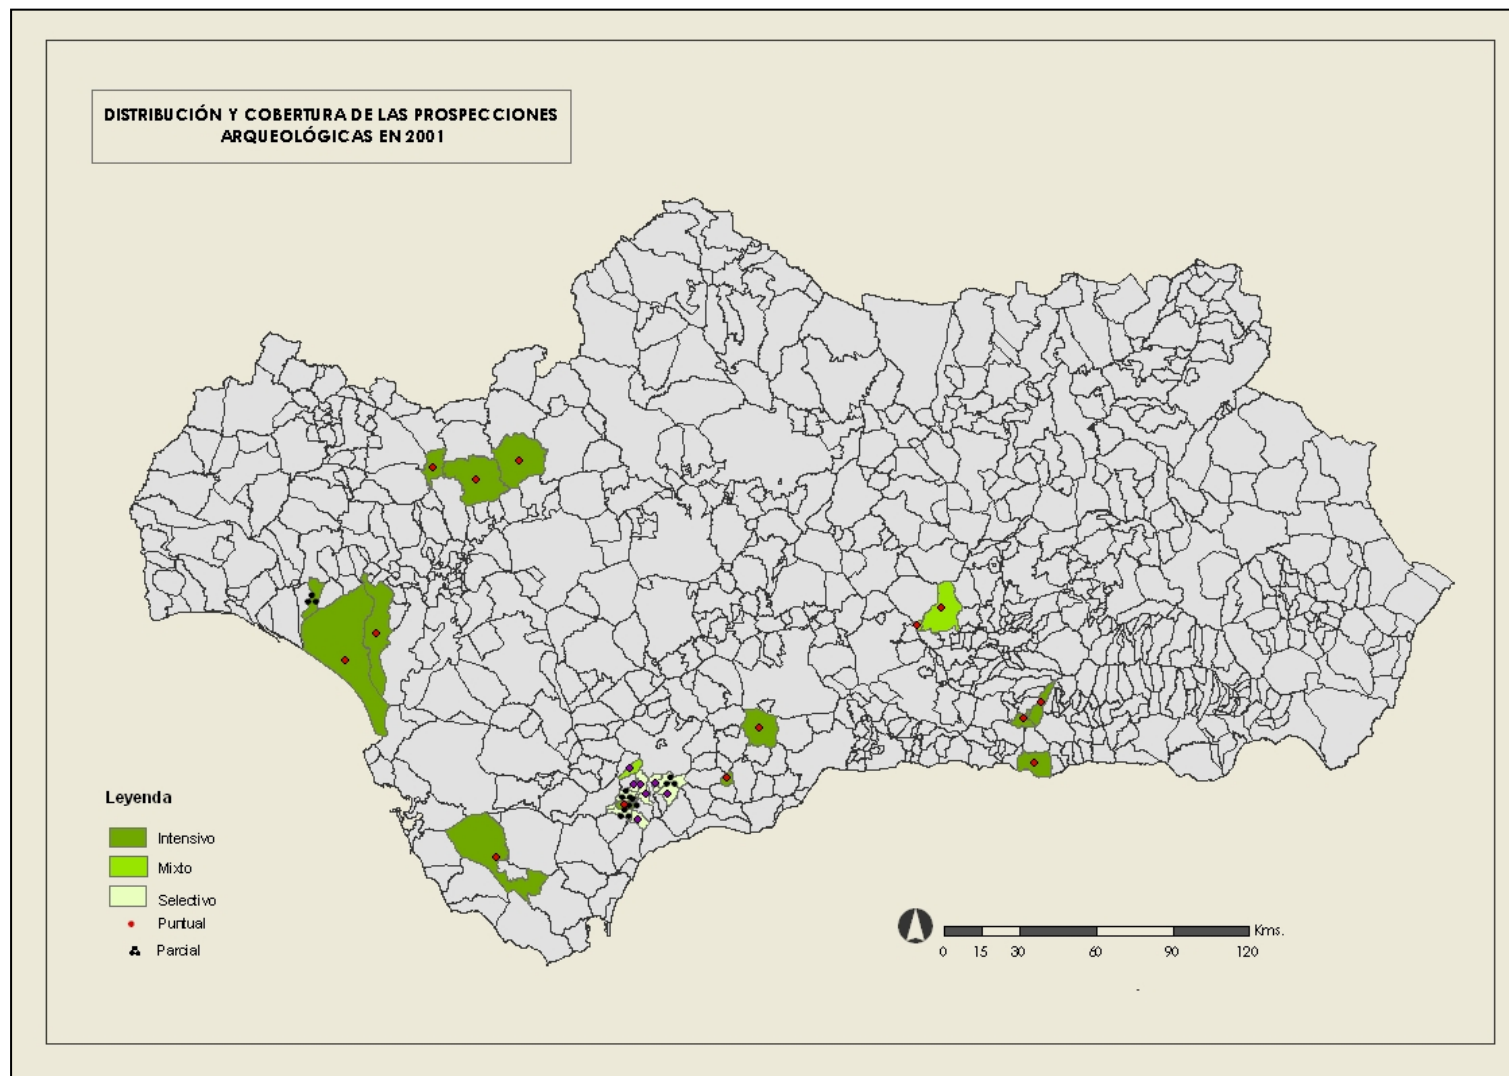 DISTRIBUCIÓN Y COBERTURA DE LAS PROSPECCIONES
ARQUEOLÓGICAS EN 2001
Leyenda
Intensivo
Mixto
Selectivo
Puntual
Parcial
Kms.
0 15 30 60 90 120